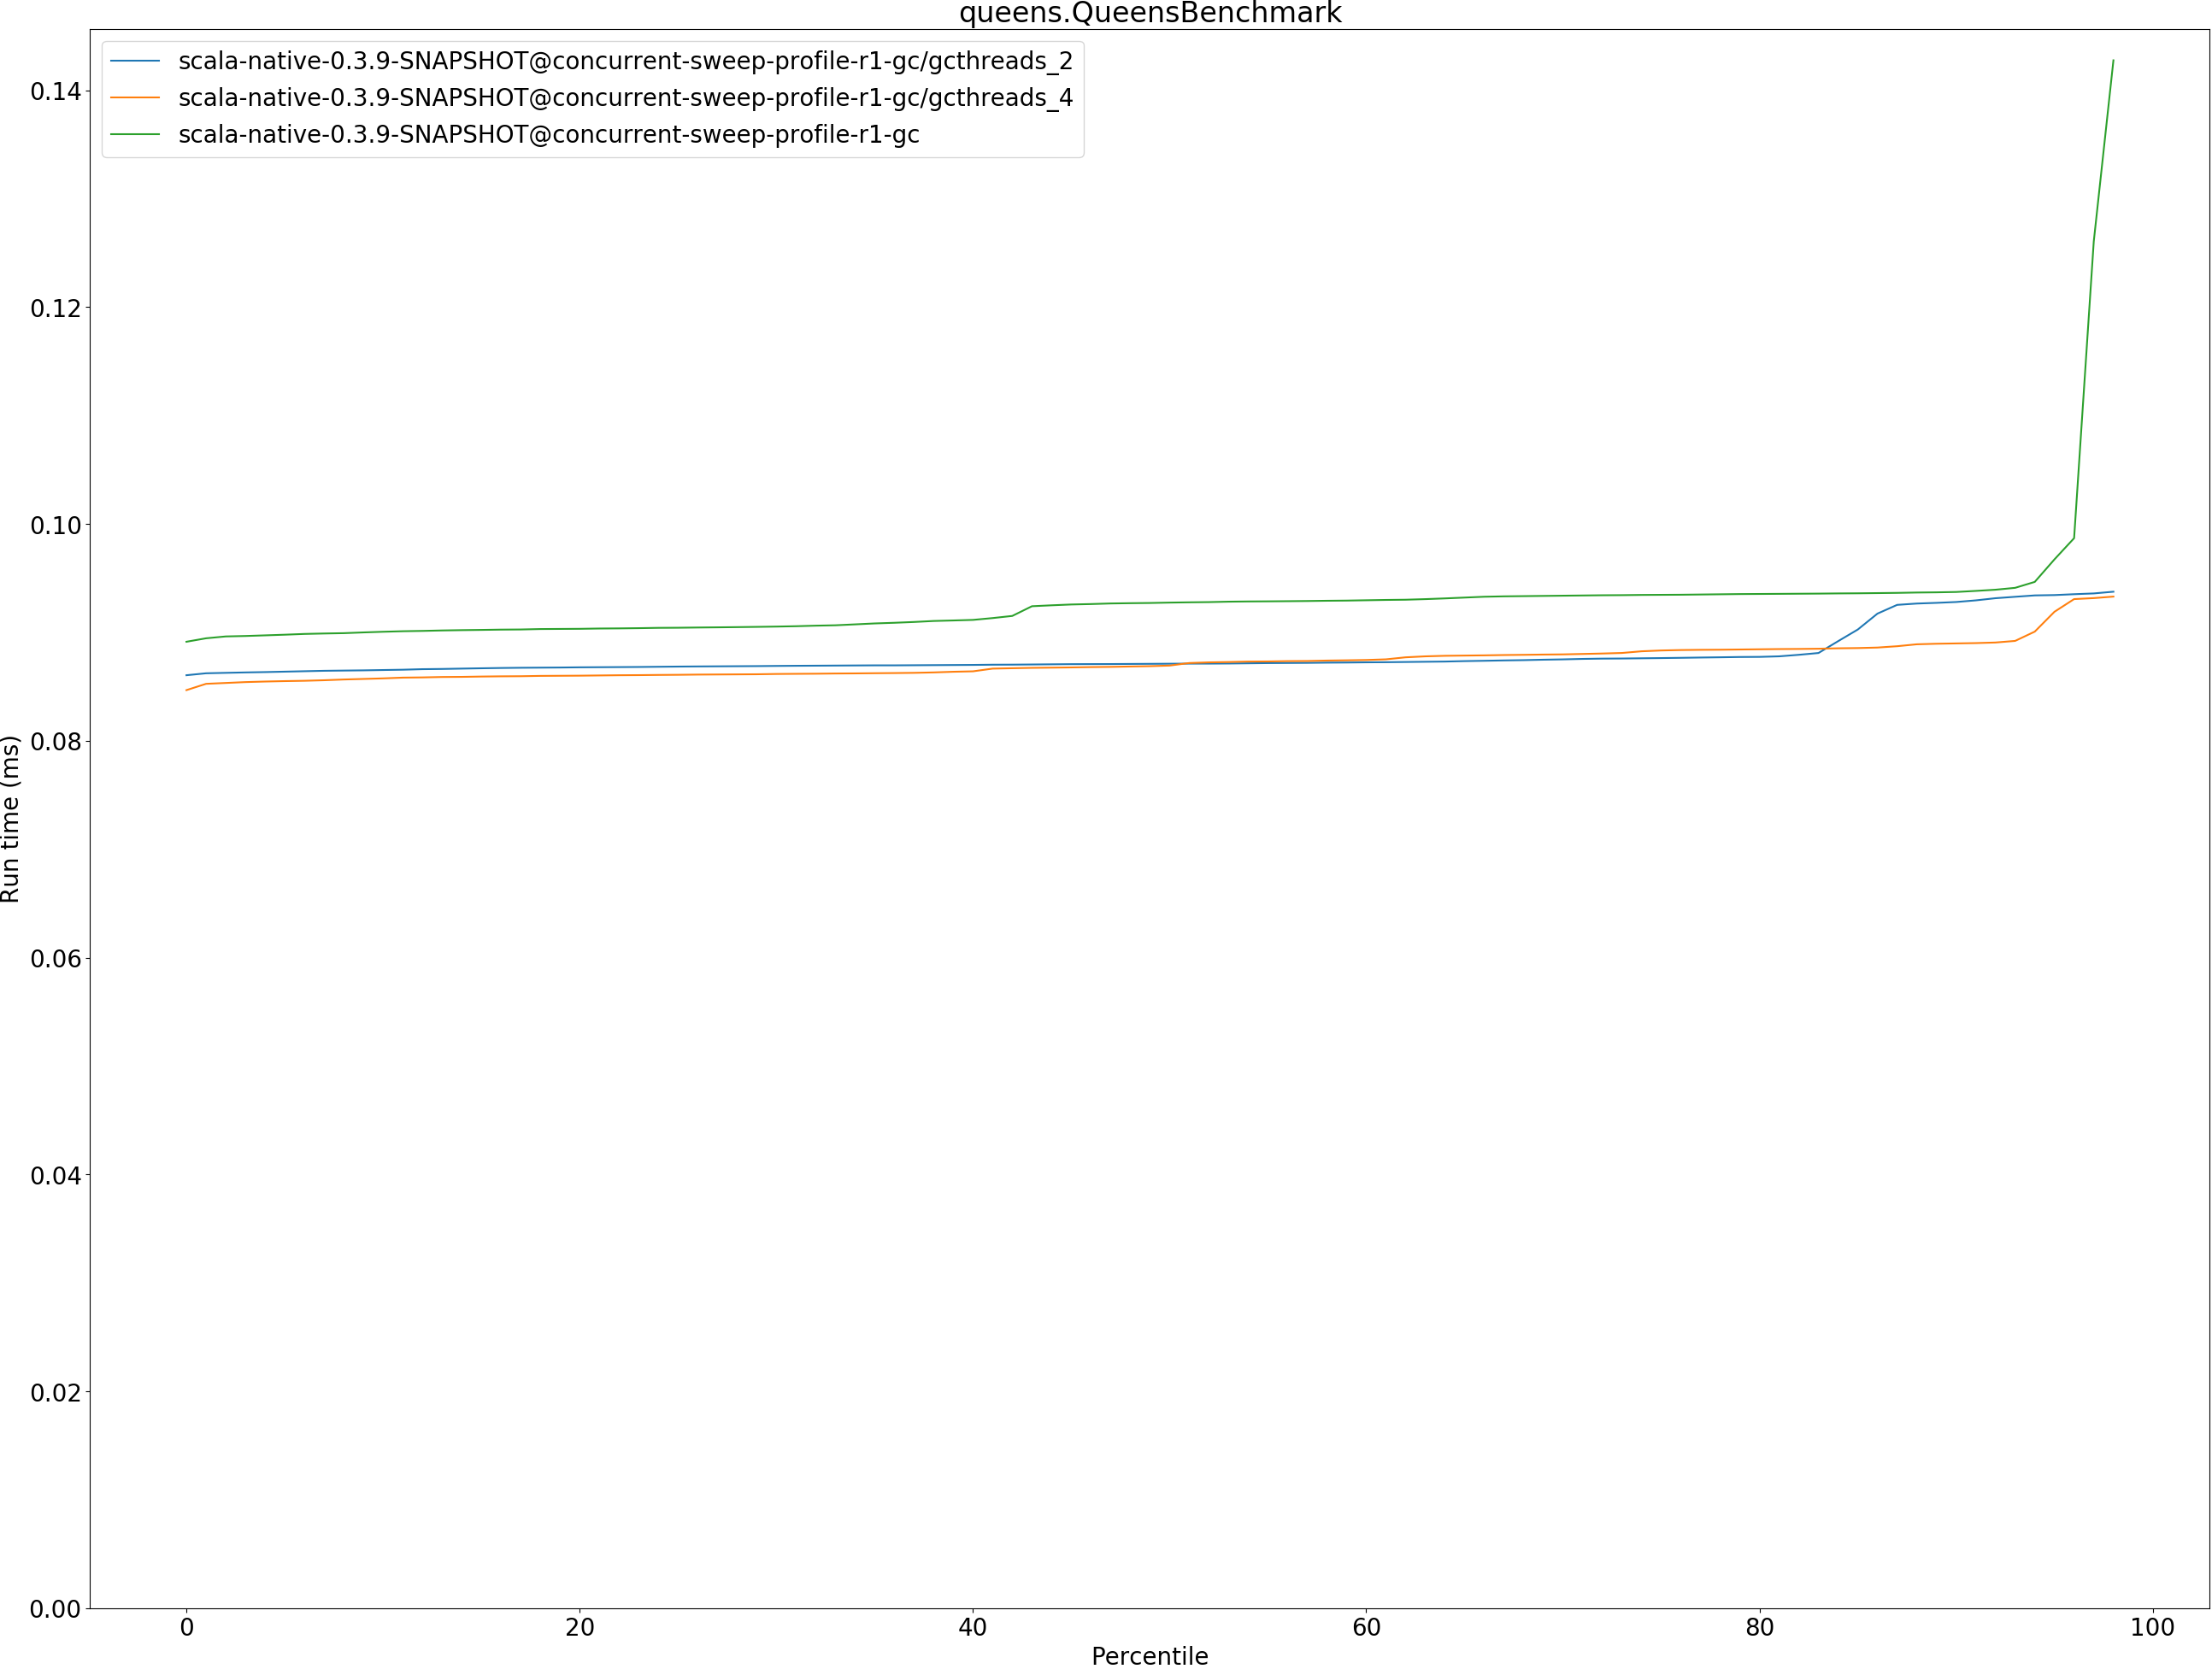 queens.QueensBenchmark
scala-native-0.3.9-SNAPSHOT@concurrent-sweep-profile-r1-gc/gcthreads_2
scala-native-0.3.9-SNAPSHOT@concurrent-sweep-profile-r1-gc/gcthreads_4
scala-native-0.3.9-SNAPSHOT@concurrent-sweep-profile-r1-gc
0.14
0.12
0.10
0.08
0.06
0.04
0.02
0.00
Run time (ms)
0 20 40 60 80 100
Percentile